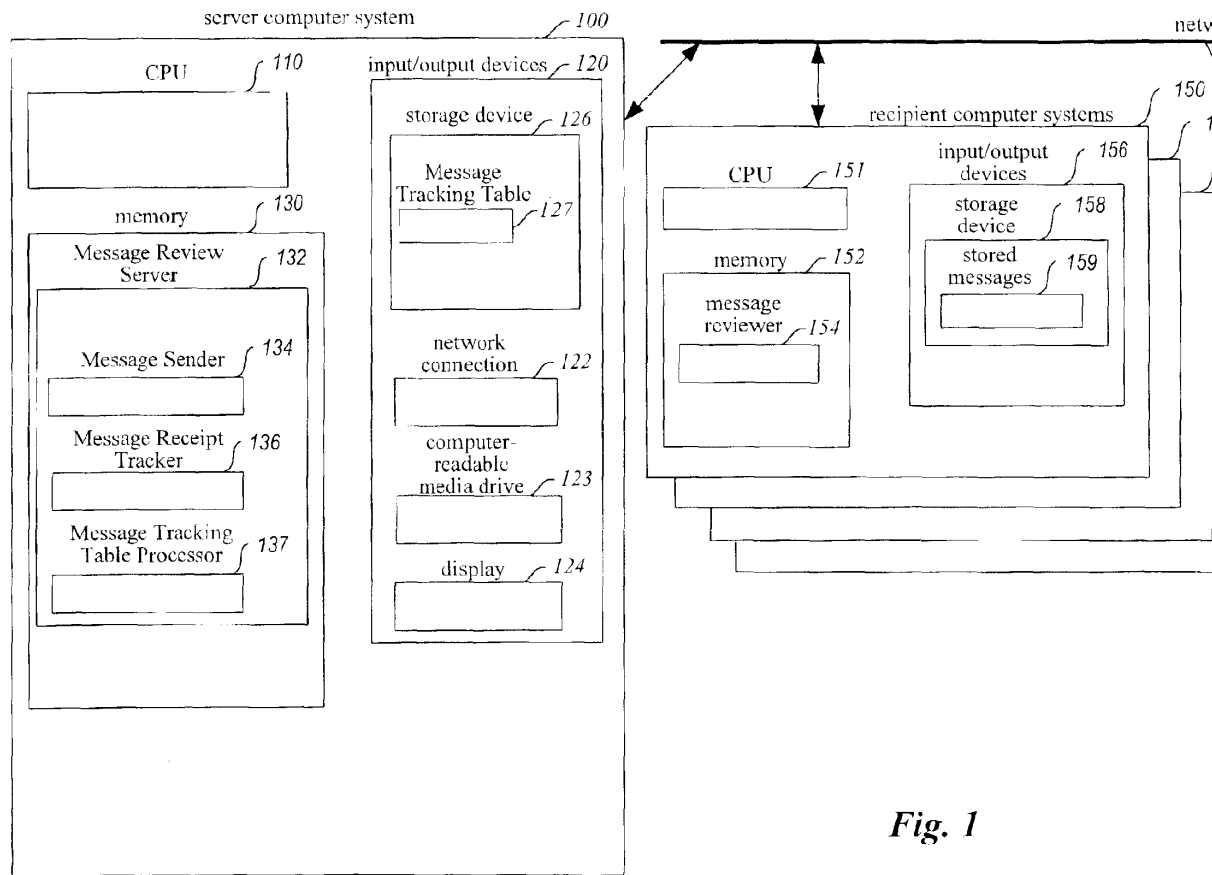 server computer system
100
CPU
110
memory
130
Message Review
Server
132
Message Sender
134
Message Receipt
Tracker
136
Message Tracking
Table Processor
137
input/output devices
120
storage device
126
Message
Tracking Table
127
network
connection
122
computer-
readable
media drive
123
display
124
recipient computer systems
150
CPU
151
memory
152
message
reviewer
154
input/output
devices
156
storage
device
158
stored
messages
159
Fig. 1